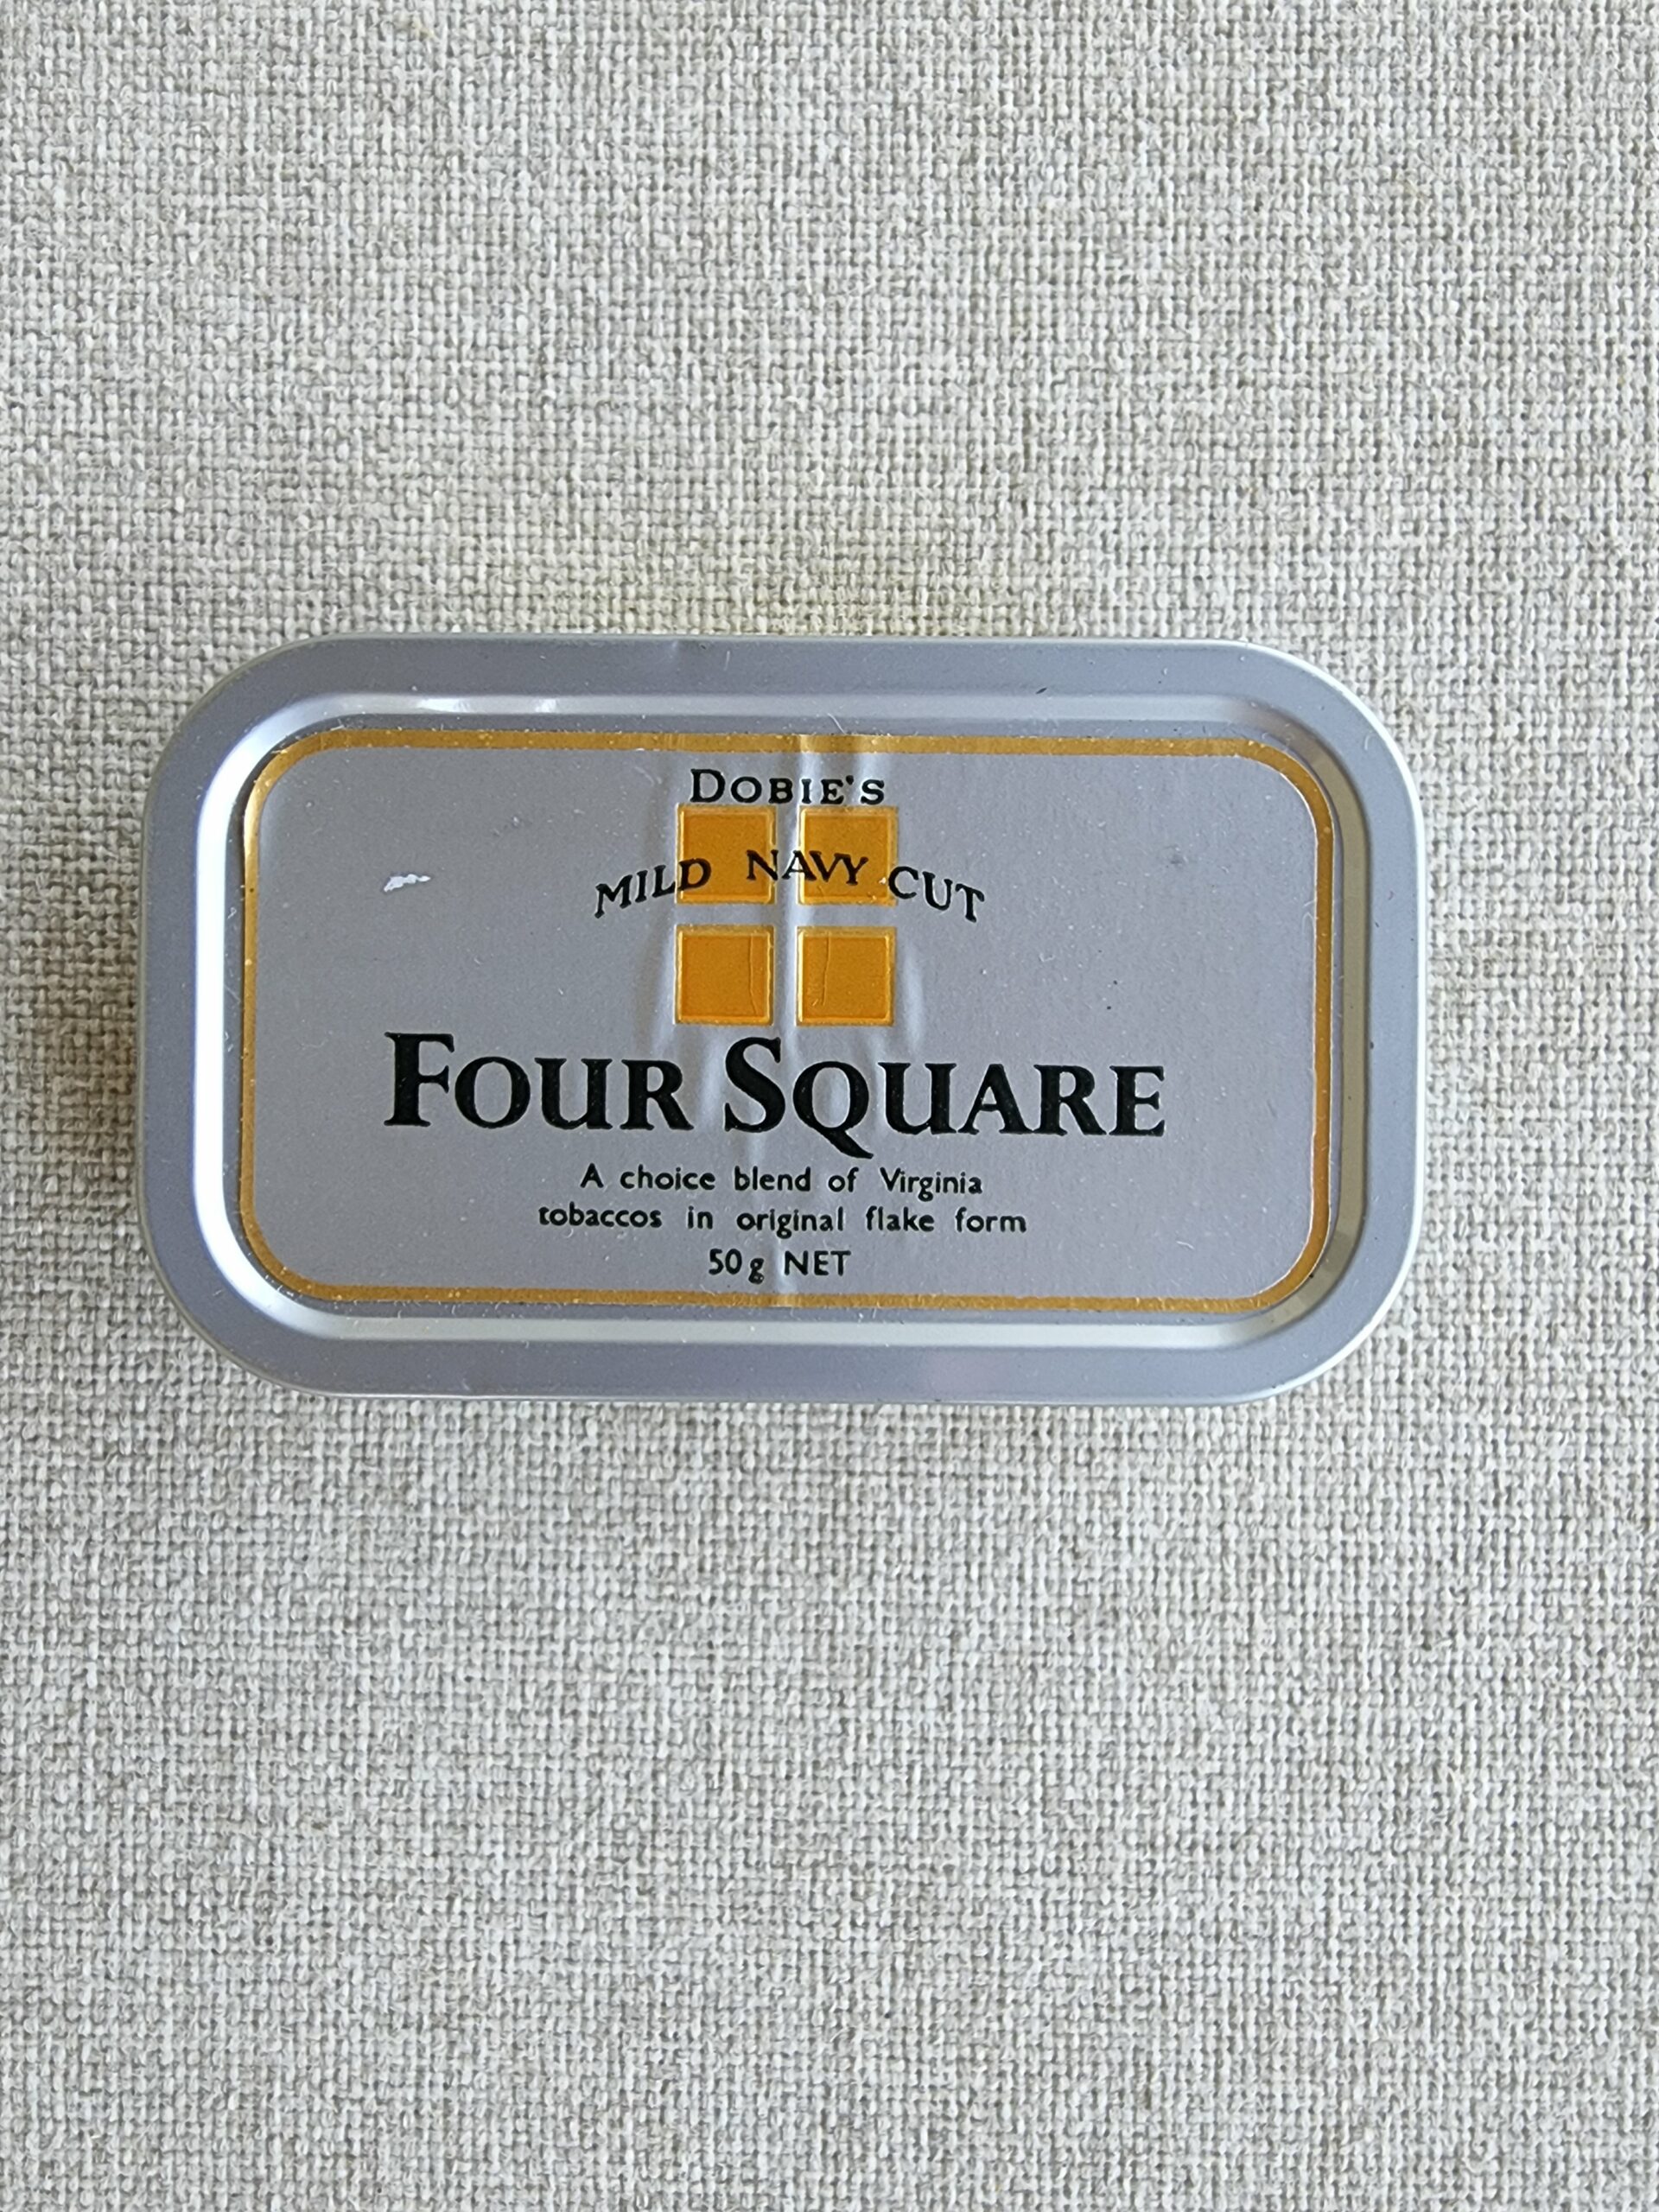 DOBIE'S
MILD NAVY CUT
FOUR SQUARE
A choice blend of Virginia
tobaccos in original flake form
50g NET